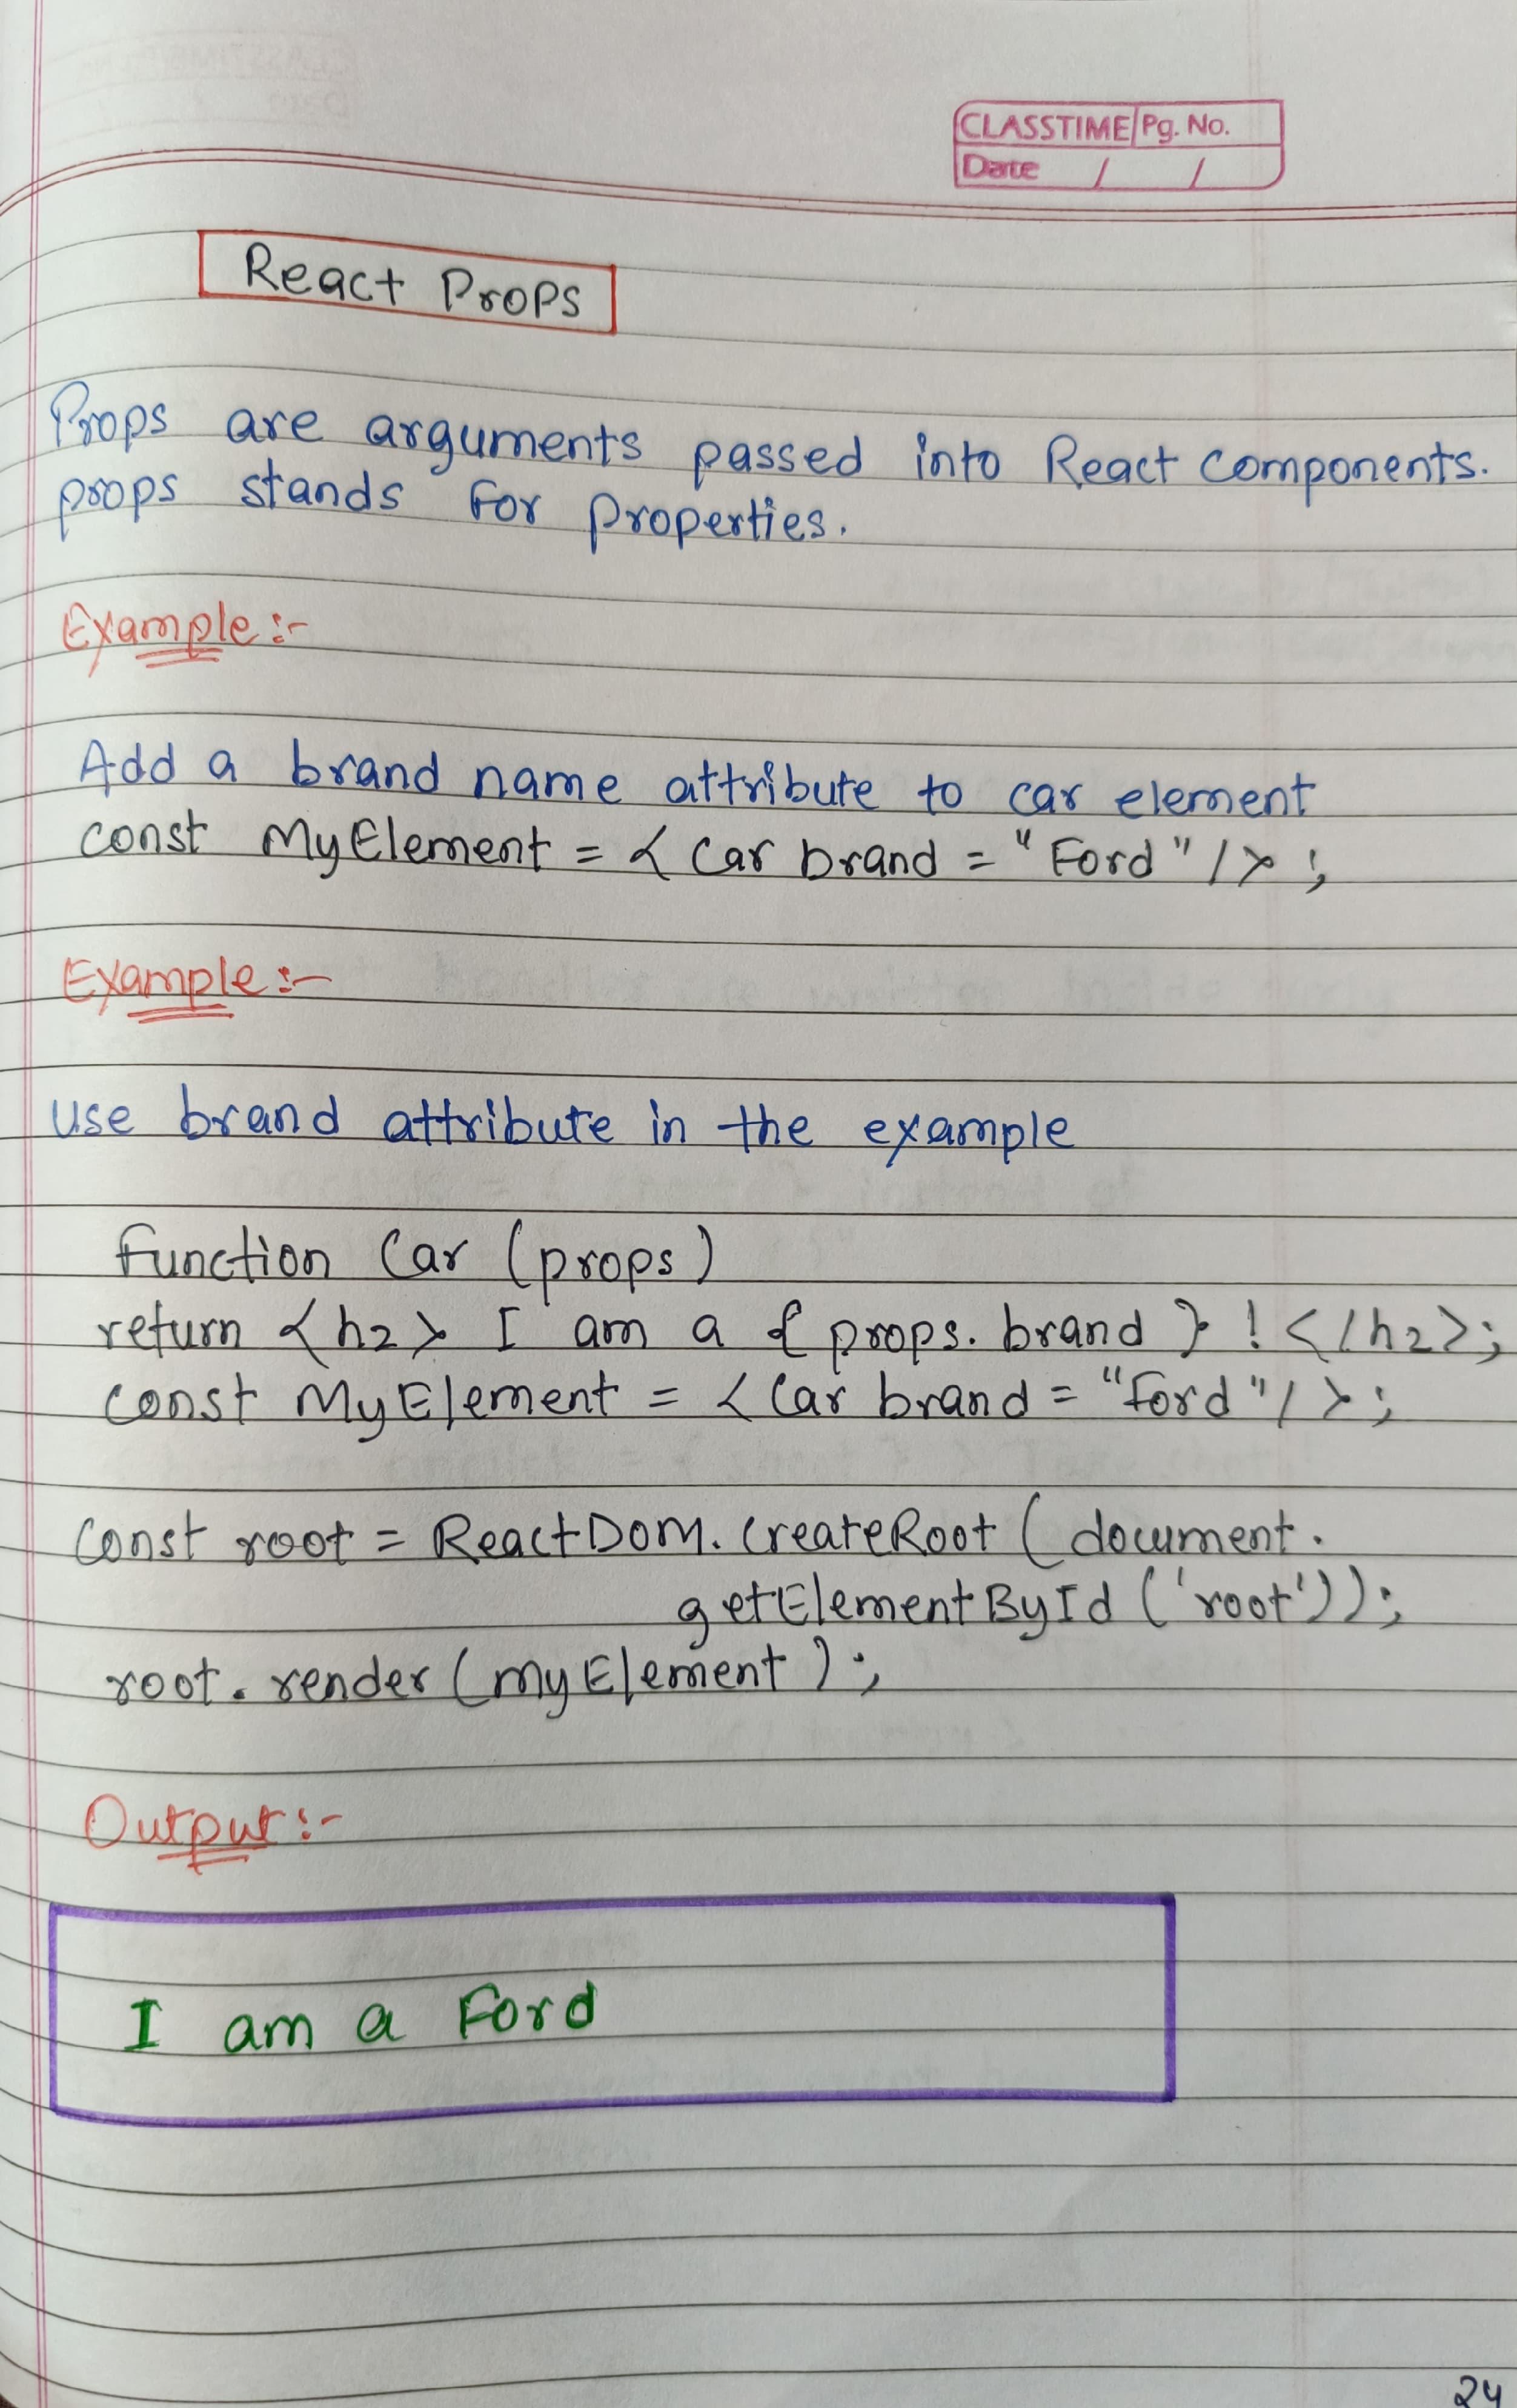 CLASSTIME Pg. No.
Date / /
React Props
Props are arguments passed into React Components.
props stands for properties.
Example :-
Add a brand name attribute to car element
const MyElement = < Car brand = "Ford" /> ;
Example :-
use brand attribute in the example
function Car (props)
return <h2> I am a { props. brand } ! </h2>;
const MyElement = < Car brand = "ford" /> ;
const root = ReactDom. createRoot ( document.
getElementById ('root'));
root. render (myElement ) ;
Output :-
I am a Ford
24